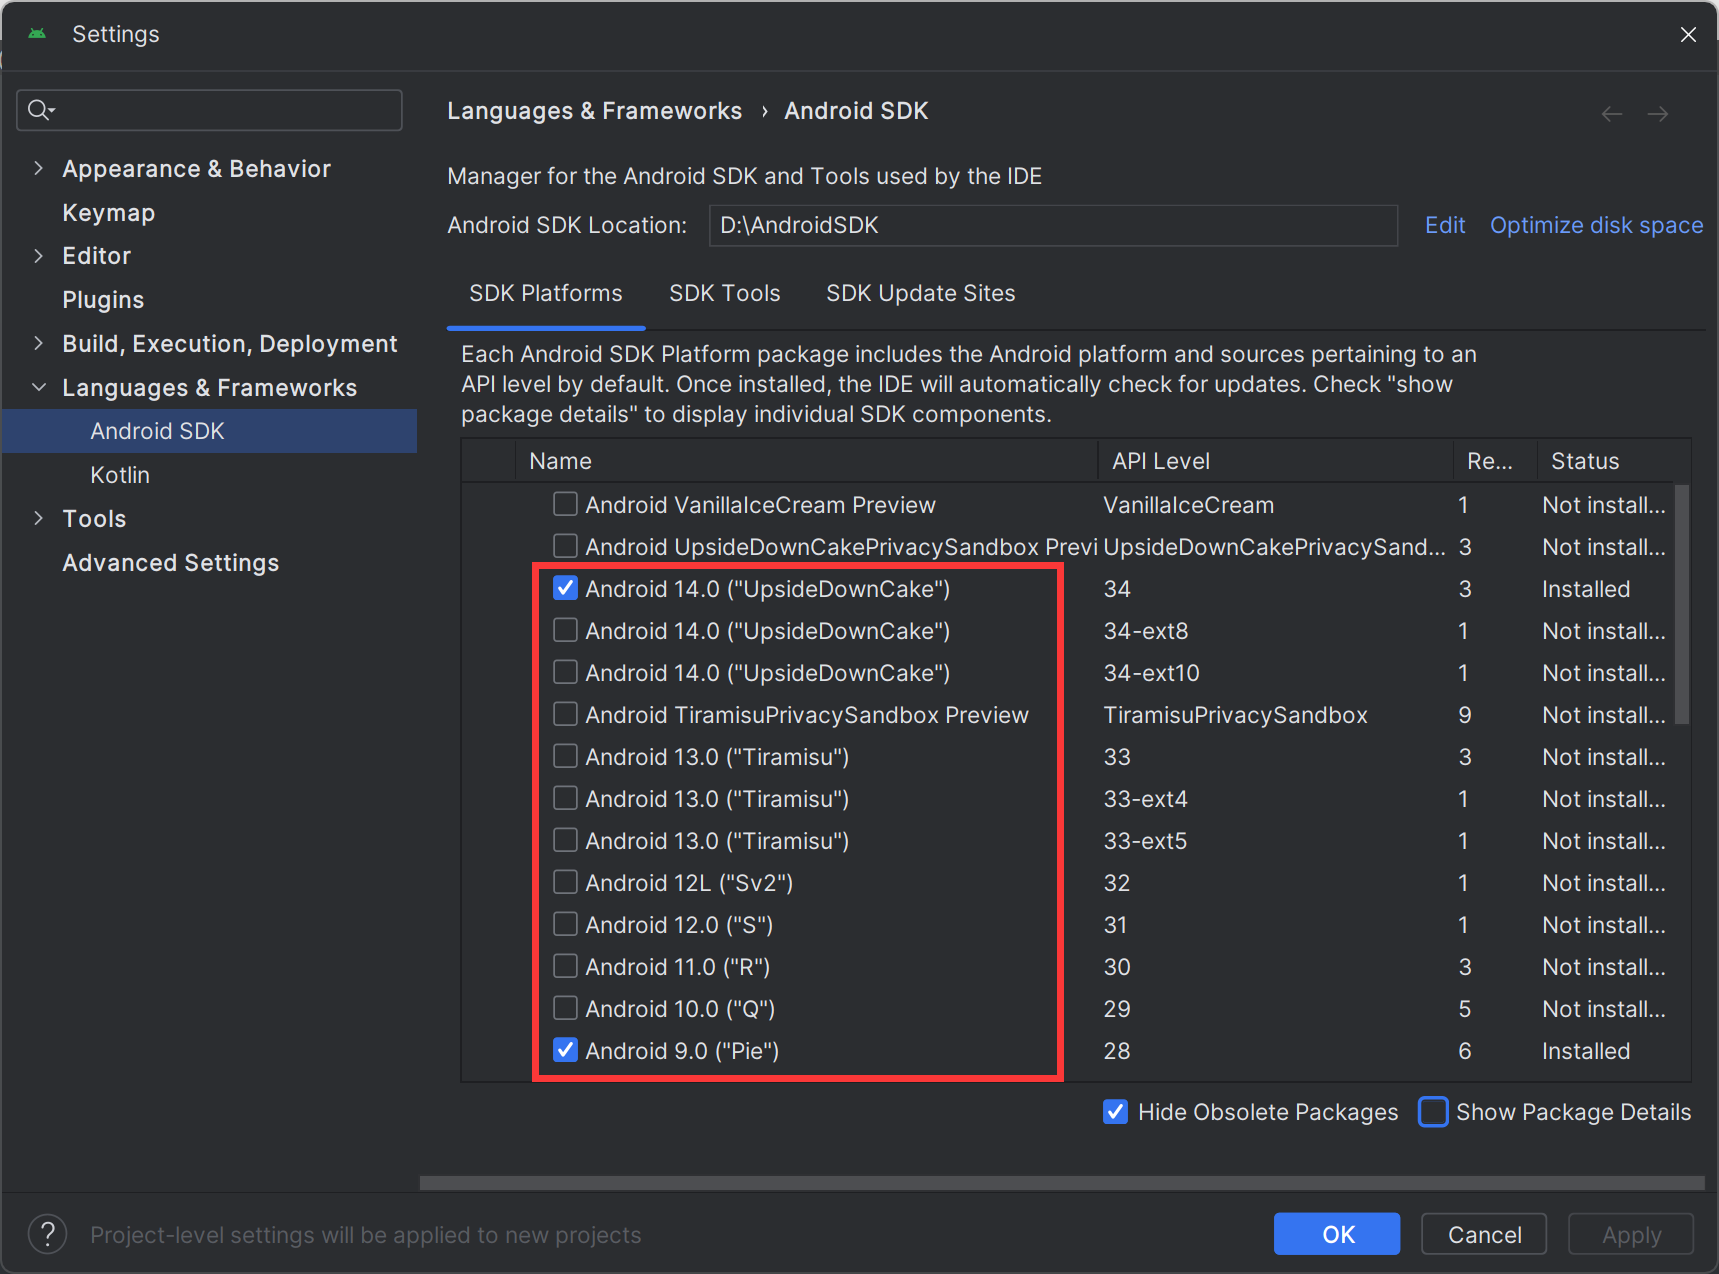 Settings
Appearance & Behavior
Keymap
Editor
Plugins
Build, Execution, Deployment
Languages & Frameworks
Android SDK
Kotlin
Tools
Advanced Settings
Languages & Frameworks › Android SDK
Manager for the Android SDK and Tools used by the IDE
Android SDK Location: D:\AndroidSDK Edit Optimize disk space
SDK Platforms SDK Tools SDK Update Sites
Each Android SDK Platform package includes the Android platform and sources pertaining to an
API level by default. Once installed, the IDE will automatically check for updates. Check "show
package details" to display individual SDK components.
Name API Level Re... Status
Android VanillaIceCream Preview VanillaIceCream 1 Not install...
Android UpsideDownCakePrivacySandbox Previ UpsideDownCakePrivacySand... 3 Not install...
Android 14.0 ("UpsideDownCake") 34 3 Installed
Android 14.0 ("UpsideDownCake") 34-ext8 1 Not install...
Android 14.0 ("UpsideDownCake") 34-ext10 1 Not install...
Android TiramisuPrivacySandbox Preview TiramisuPrivacySandbox 9 Not install...
Android 13.0 ("Tiramisu") 33 3 Not install...
Android 13.0 ("Tiramisu") 33-ext4 1 Not install...
Android 13.0 ("Tiramisu") 33-ext5 1 Not install...
Android 12L ("Sv2") 32 1 Not install...
Android 12.0 ("S") 31 1 Not install...
Android 11.0 ("R") 30 3 Not install...
Android 10.0 ("Q") 29 5 Not install...
Android 9.0 ("Pie") 28 6 Installed
Hide Obsolete Packages Show Package Details
? Project-level settings will be applied to new projects
OK Cancel Apply